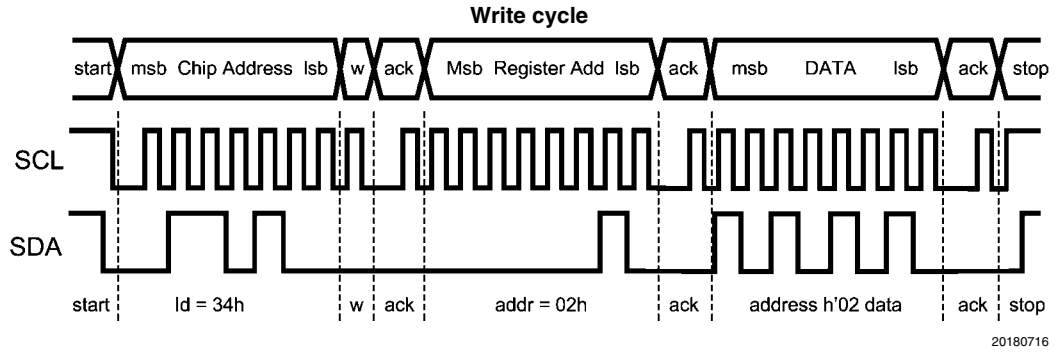 Write cycle
start msb Chip Address lsb w ack Msb Register Add lsb ack msb DATA lsb ack stop
SCL
SDA
start Id = 34h w ack addr = 02h ack address h'02 data ack stop
20180716